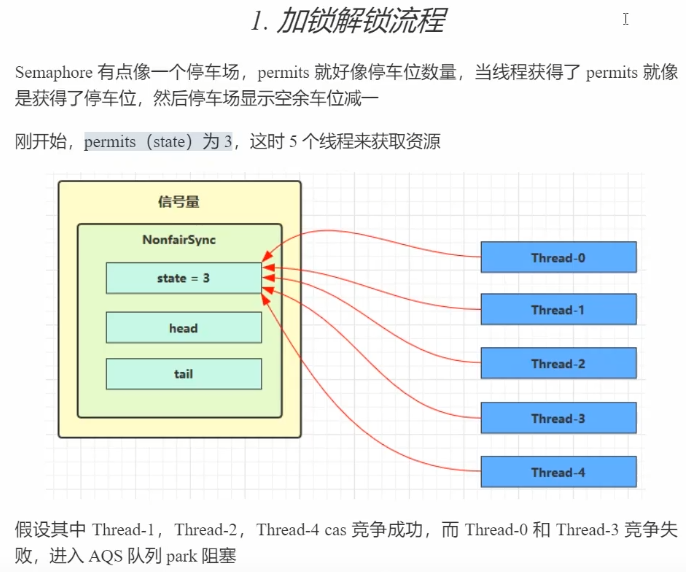 1. 加锁解锁流程
Semaphore 有点像一个停车场，permits 就好像停车位数量，当线程获得了 permits 就像
是获得了停车位，然后停车场显示空余车位减一
刚开始，permits（state）为 3，这时 5 个线程来获取资源
信号量
NonfairSync
state = 3
head
tail
Thread-0
Thread-1
Thread-2
Thread-3
Thread-4
假设其中 Thread-1，Thread-2，Thread-4 cas 竞争成功，而 Thread-0 和 Thread-3 竞争失
败，进入 AQS 队列 park 阻塞